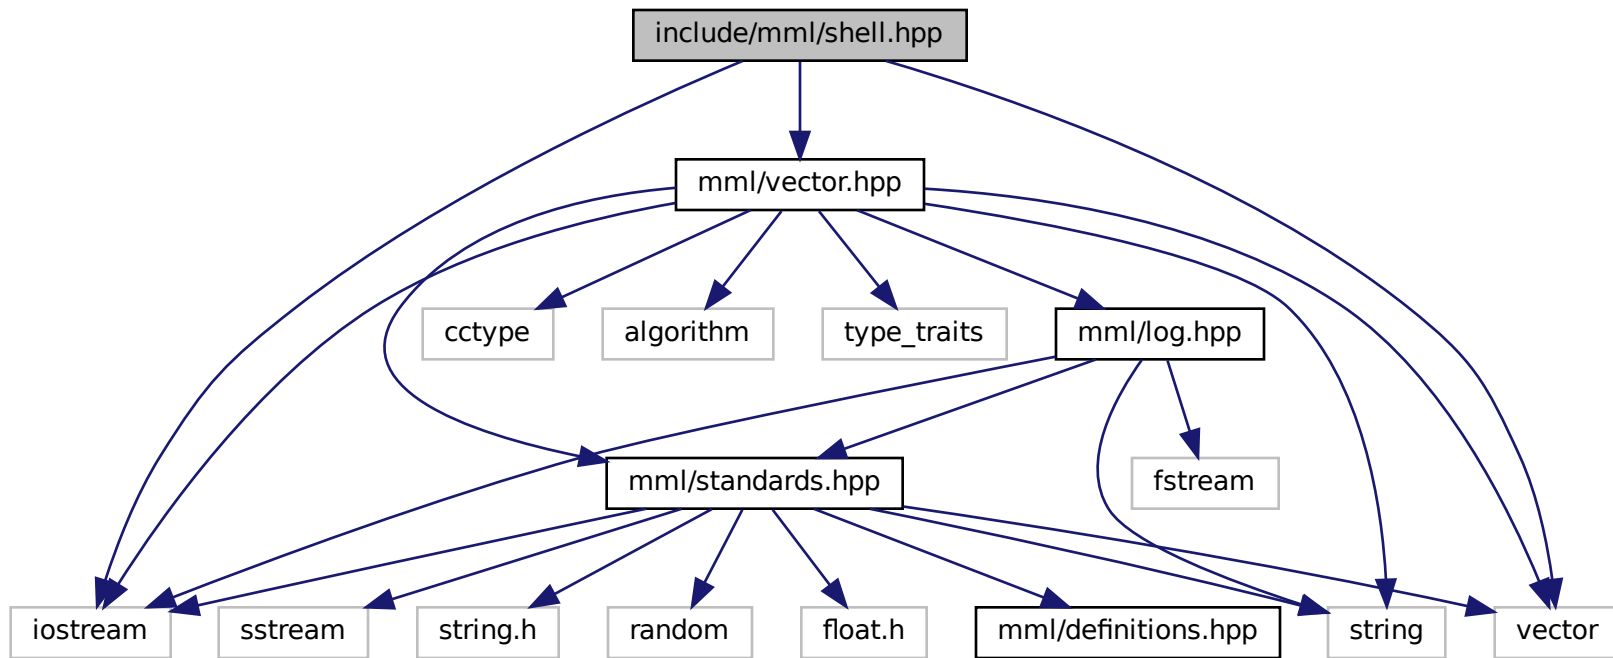 include/mml/shell.hpp
mml/vector.hpp
cctype
algorithm
type_traits
mml/log.hpp
mml/standards.hpp
fstream
iostream
sstream
string.h
random
float.h
mml/definitions.hpp
string
vector